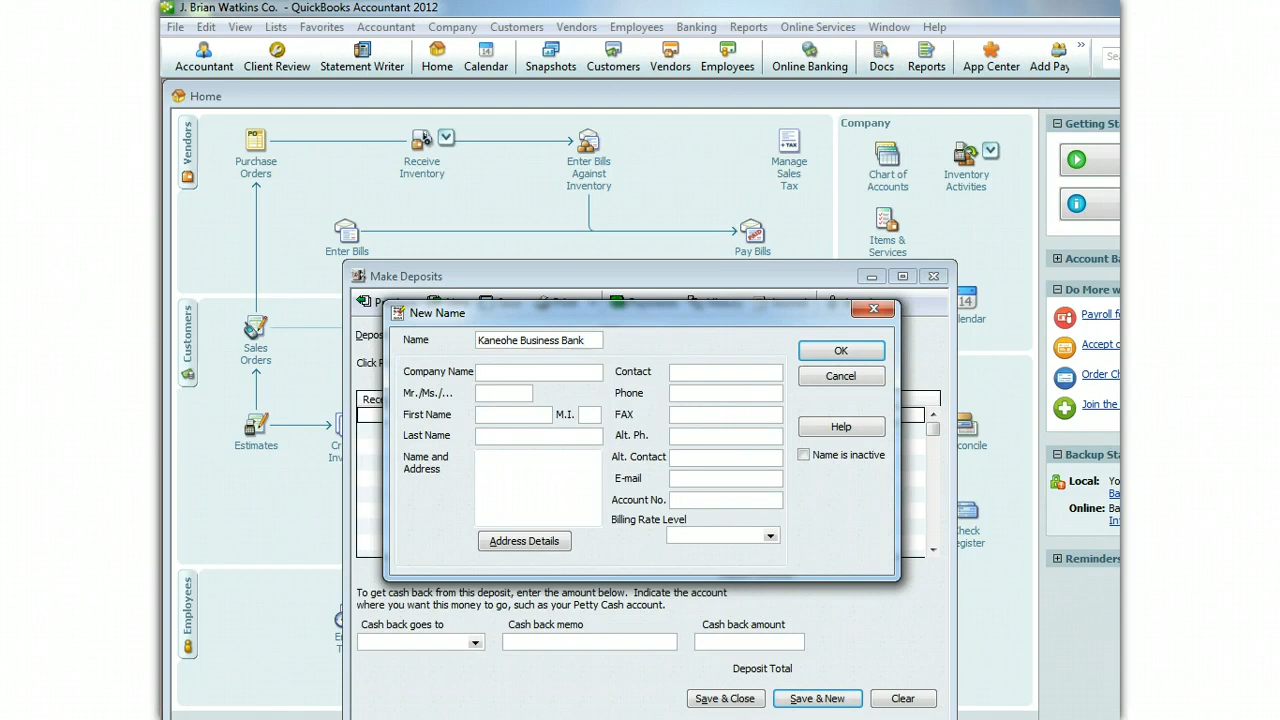 J. Brian Watkins Co. - QuickBooks Accountant 2012
File Edit View Lists Favorites Accountant Company Customers Vendors Employees Banking Reports Online Services Window Help
Accountant Client Review Statement Writer Home Calendar Snapshots Customers Vendors Employees Online Banking Docs Reports App Center Add Pay »
Home
Vendors
Purchase
Orders
Receive
Inventory
Enter Bills
Against
Inventory
Manage
Sales
Tax
Enter Bills
Pay Bills
Company
Chart of
Accounts
Inventory
Activities
Items &
Services
Customers
Sales
Orders
Estimates
Employees
Make Deposits
New Name
Name Kaneohe Business Bank
Company Name
Mr./Ms./...
First Name M.I.
Last Name
Name and
Address
Address Details
Contact
Phone
FAX
Alt. Ph.
Alt. Contact
E-mail
Account No.
Billing Rate Level
OK
Cancel
Help
Name is inactive
To get cash back from this deposit, enter the amount below. Indicate the account
where you want this money to go, such as your Petty Cash account.
Cash back goes to Cash back memo Cash back amount
Deposit Total
Save & Close Save & New Clear
Getting St
Account Ba
Do More w
Payroll f
Accept c
Order Ch
Join the
Backup Sta
Local: Yo
Ba
Online: Ba
Int
Reminders